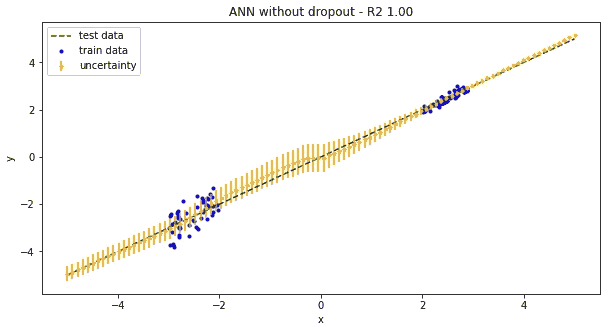 ANN without dropout - R2 1.00
test data
train data
uncertainty
y
4
2
0
−2
−4
−4
−2
0
2
4
x